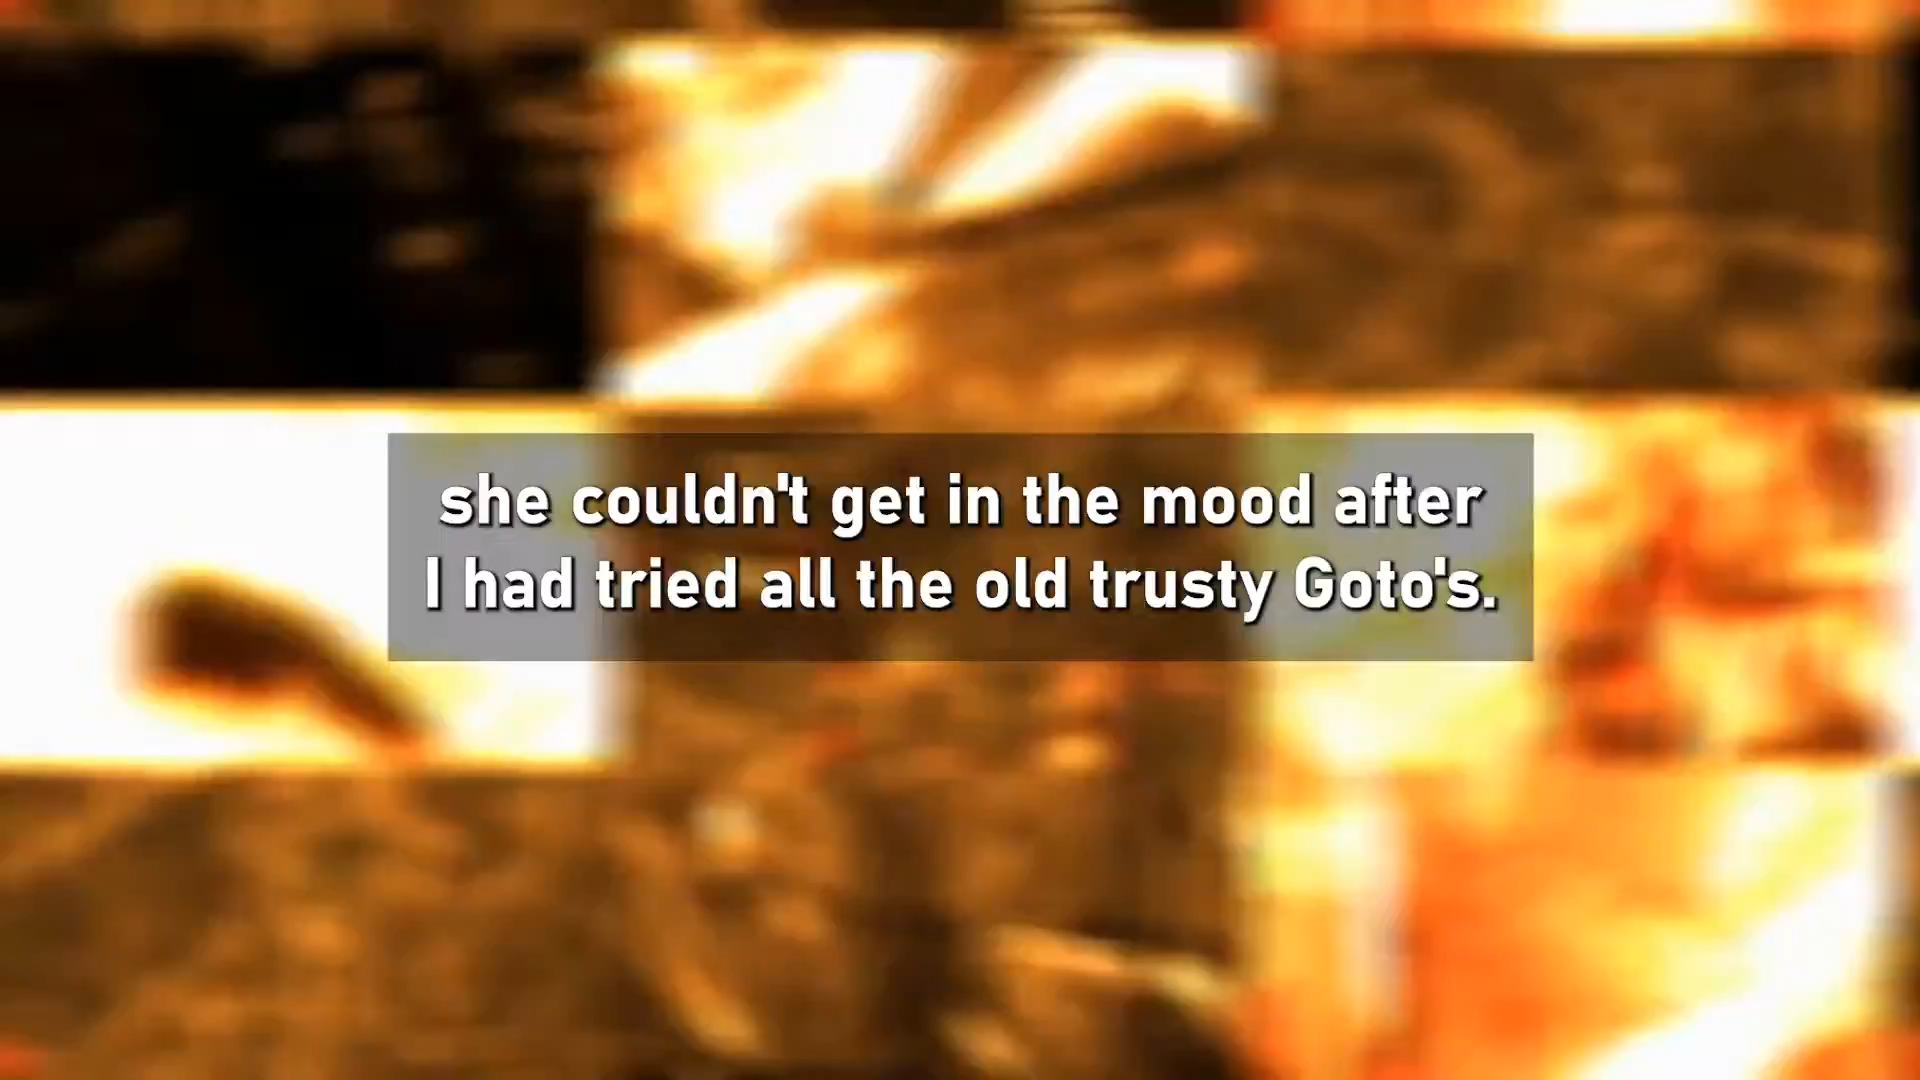 she couldn't get in the mood after
I had tried all the old trusty Goto's.